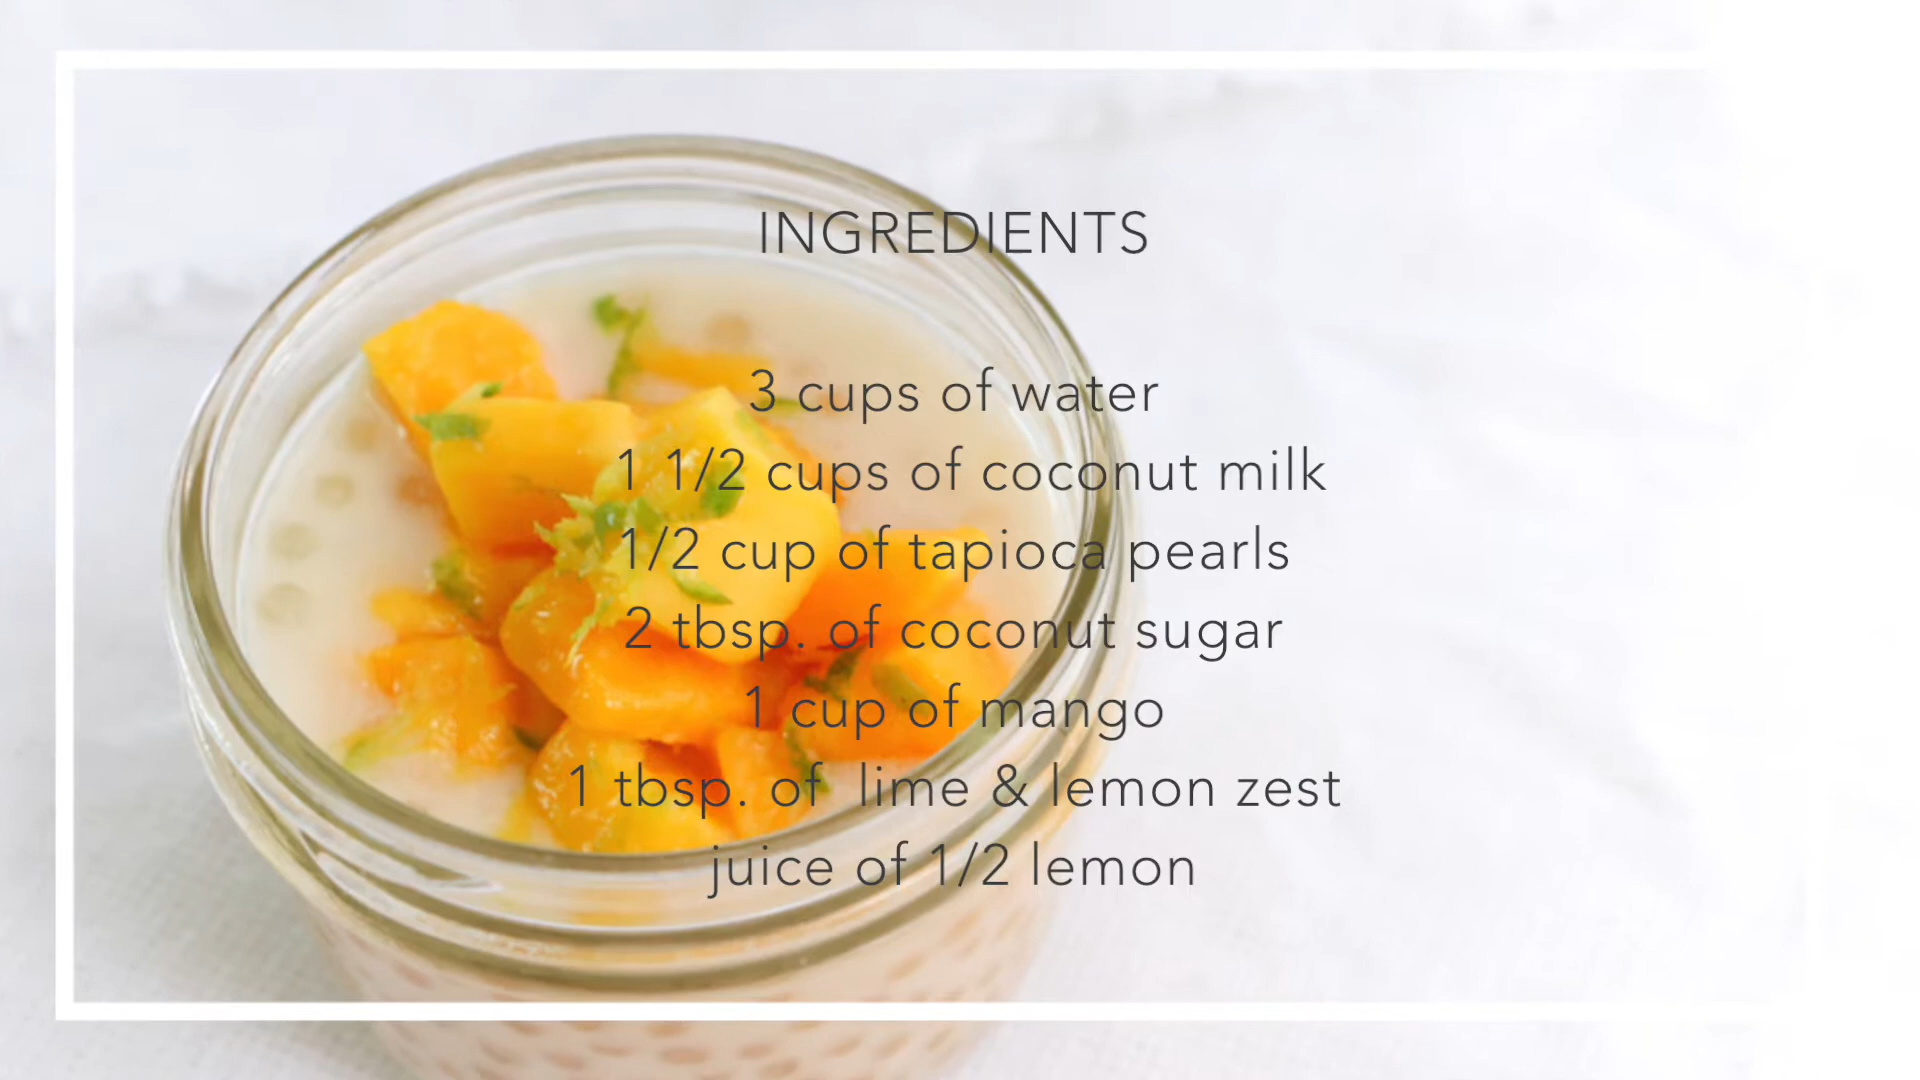 INGREDIENTS
3 cups of water
1 1/2 cups of coconut milk
1/2 cup of tapioca pearls
2 tbsp. of coconut sugar
1 cup of mango
1 tbsp. of lime & lemon zest
juice of 1/2 lemon